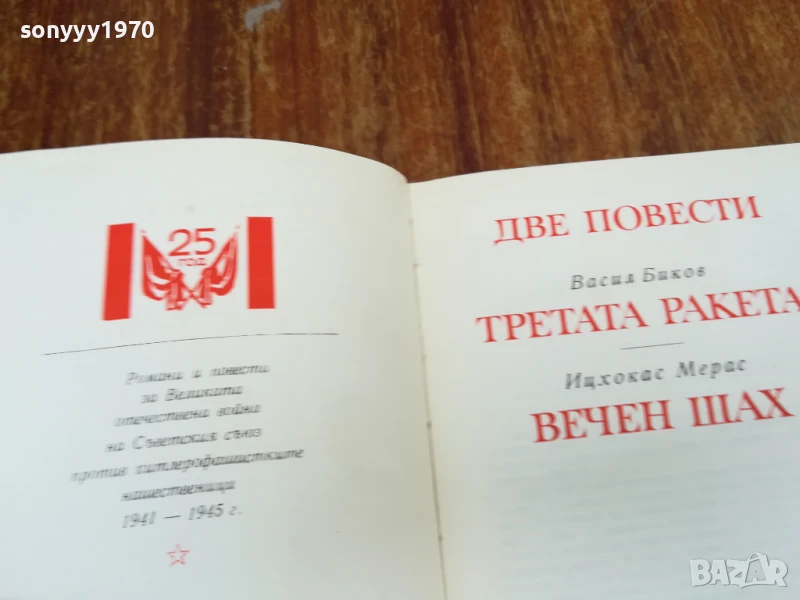 sonyyy1970
25
год
Романи и повести
за Великата
отечествена война
на Съветския съюз
против хитлерофашистките
нашественици
1941 — 1945 г.
ДВЕ ПОВЕСТИ
Васил Биков
ТРЕТАТА РАКЕТА
Ицхокас Мерас
ВЕЧЕН ШАХ
BAZAR